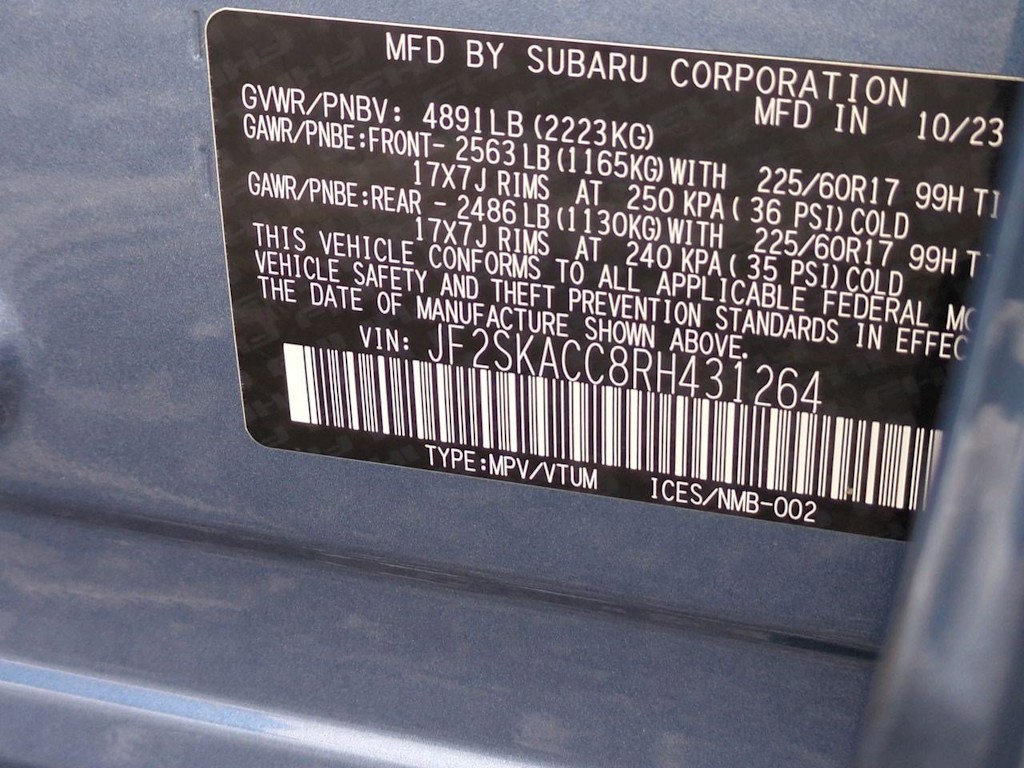 MFD BY SUBARU CORPORATION
MFD IN 10/23
GVWR/PNBV: 4891LB (2223KG)
GAWR/PNBE:FRONT- 2563LB(1165KG)WITH 225/60R17 99H
17X7J RIMS AT 250 KPA( 36 PSI)COLD
GAWR/PNBE:REAR - 2486LB(1130KG)WITH 225/60R17 99H
17X7J RIMS AT 240 KPA( 35 PSI)COLD
THIS VEHICLE CONFORMS TO ALL APPLICABLE FEDERAL
VEHICLE SAFETY AND THEFT PREVENTION STANDARDS IN EFFEC
THE DATE OF MANUFACTURE SHOWN ABOVE.
VIN: JF2SKACC8RH431264
TYPE:MPV/VTUM ICES/NMB-002